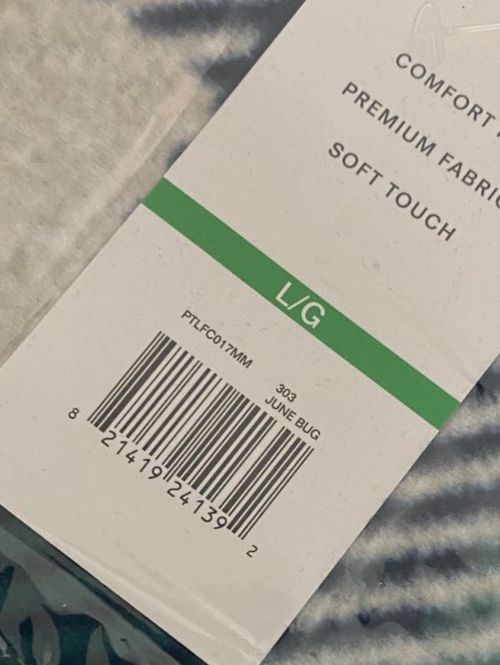 COMFORT
PREMIUM FABRIC
SOFT TOUCH
L/G
PTLFC017MM
303
JUNE BUG
8 21419 24139 2